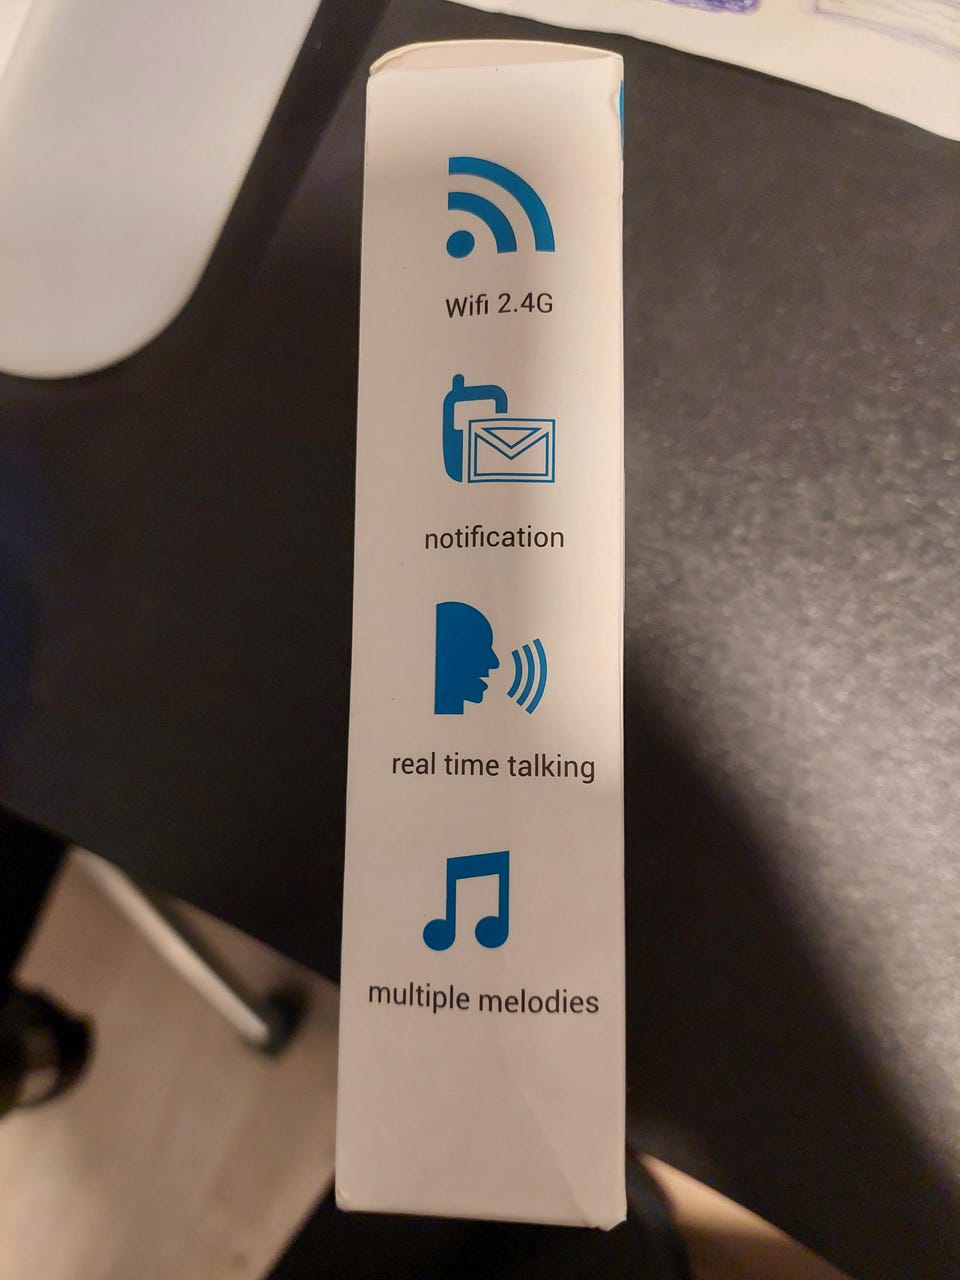 Wifi 2.4G
notification
real time talking
multiple melodies